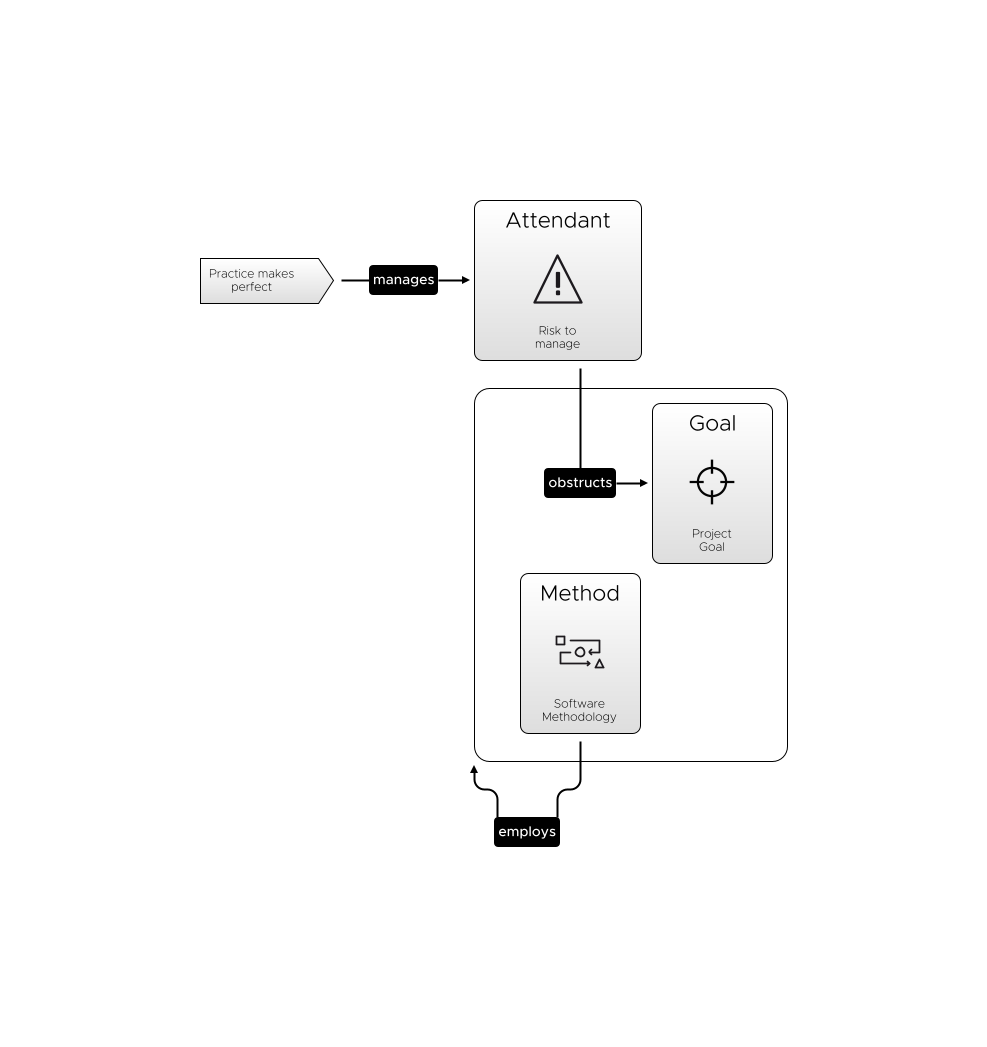 Attendant
Practice makes
perfect
manages
Risk to
manage
Goal
obstructs
Project
Goal
Method
Software
Methodology
employs